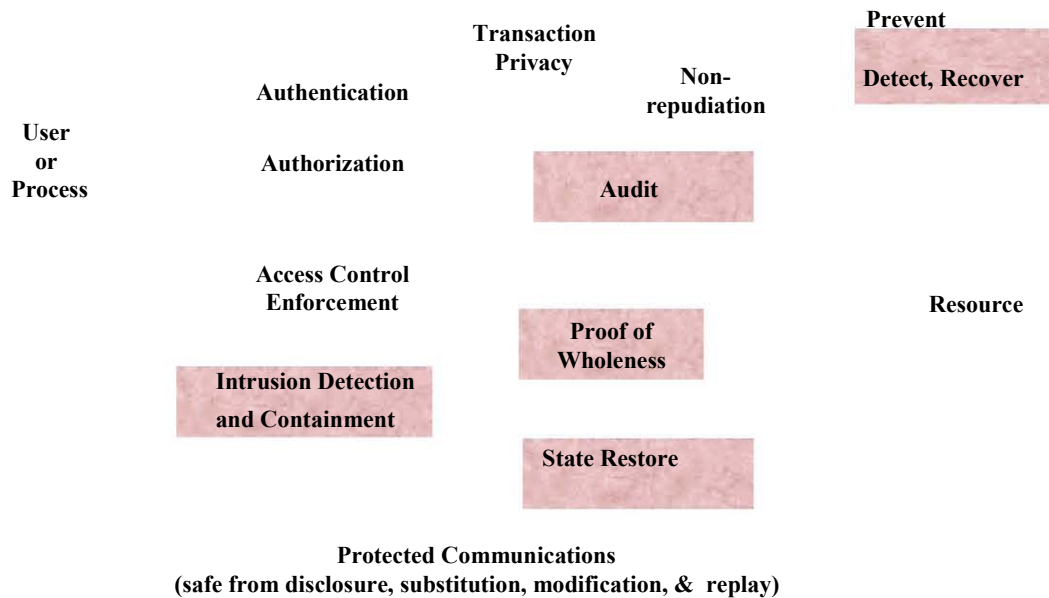 Prevent
Detect, Recover
Transaction
Privacy
Non-
repudiation
Authentication
User
or
Process
Authorization
Audit
Access Control
Enforcement
Resource
Proof of
Wholeness
Intrusion Detection
and Containment
State Restore
Protected Communications
(safe from disclosure, substitution, modification, & replay)